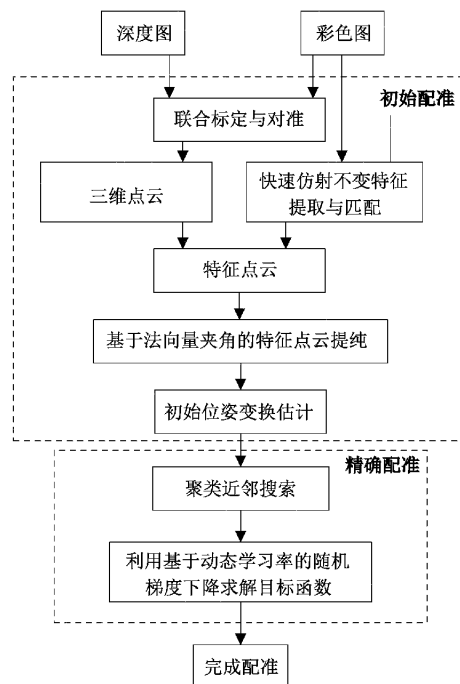 深度图
彩色图
初始配准
联合标定与对准
三维点云
快速仿射不变特征
提取与匹配
特征点云
基于法向量夹角的特征点云提纯
初始位姿变换估计
精确配准
聚类近邻搜索
利用基于动态学习率的随机
梯度下降求解目标函数
完成配准